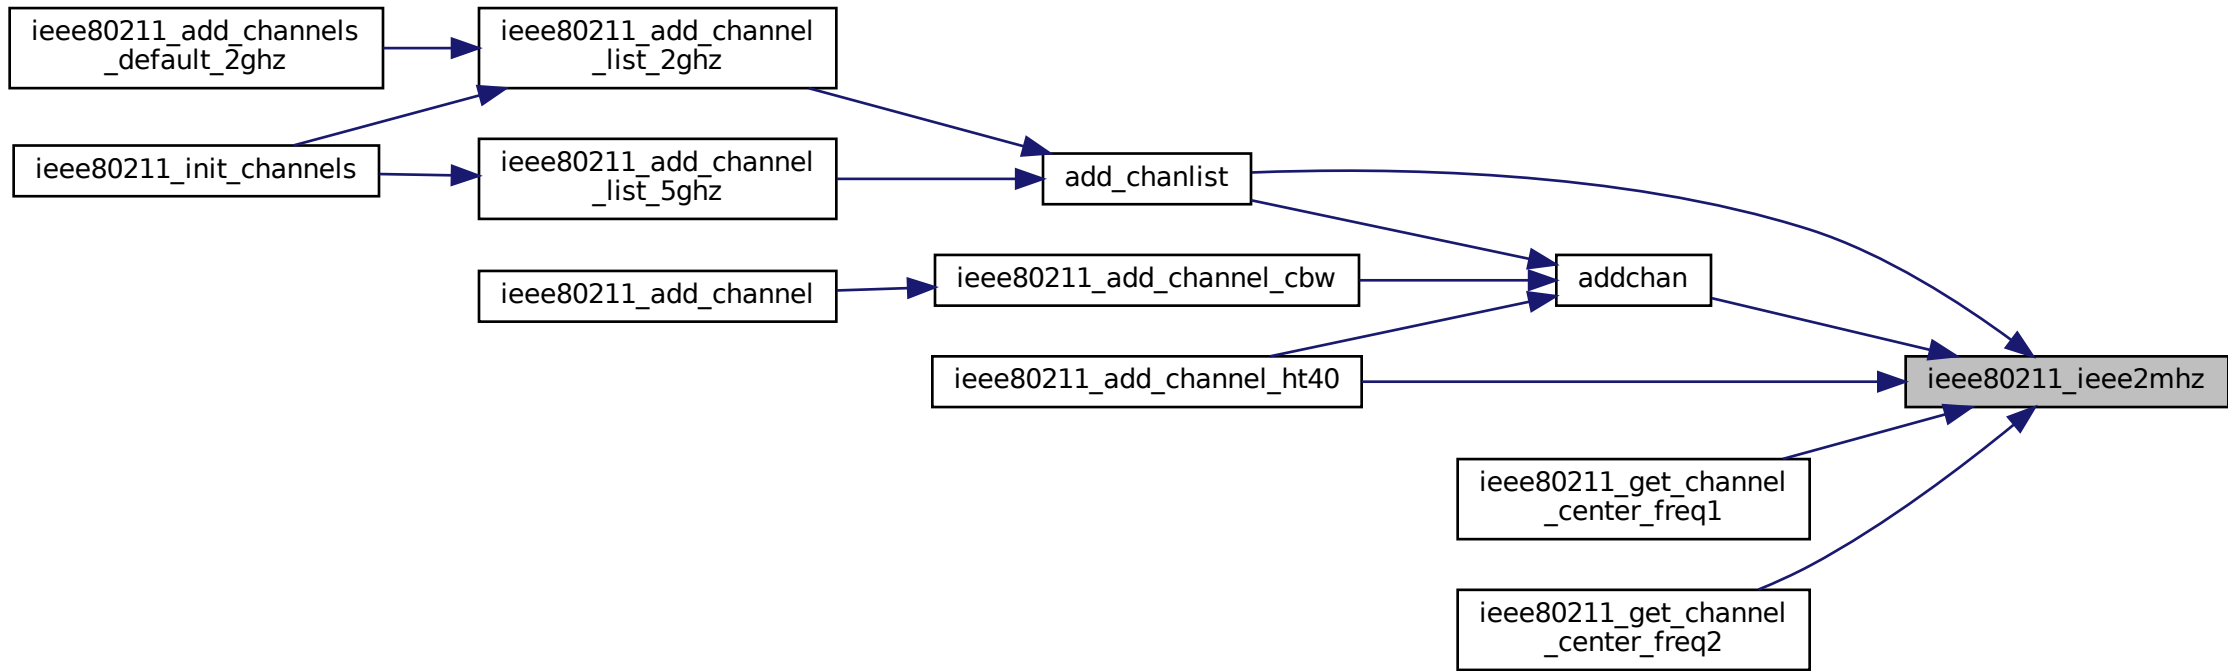 ieee80211_add_channels
_default_2ghz
ieee80211_add_channel
_list_2ghz
ieee80211_init_channels
ieee80211_add_channel
_list_5ghz
add_chanlist
ieee80211_add_channel
ieee80211_add_channel_cbw
addchan
ieee80211_add_channel_ht40
ieee80211_ieee2mhz
ieee80211_get_channel
_center_freq1
ieee80211_get_channel
_center_freq2